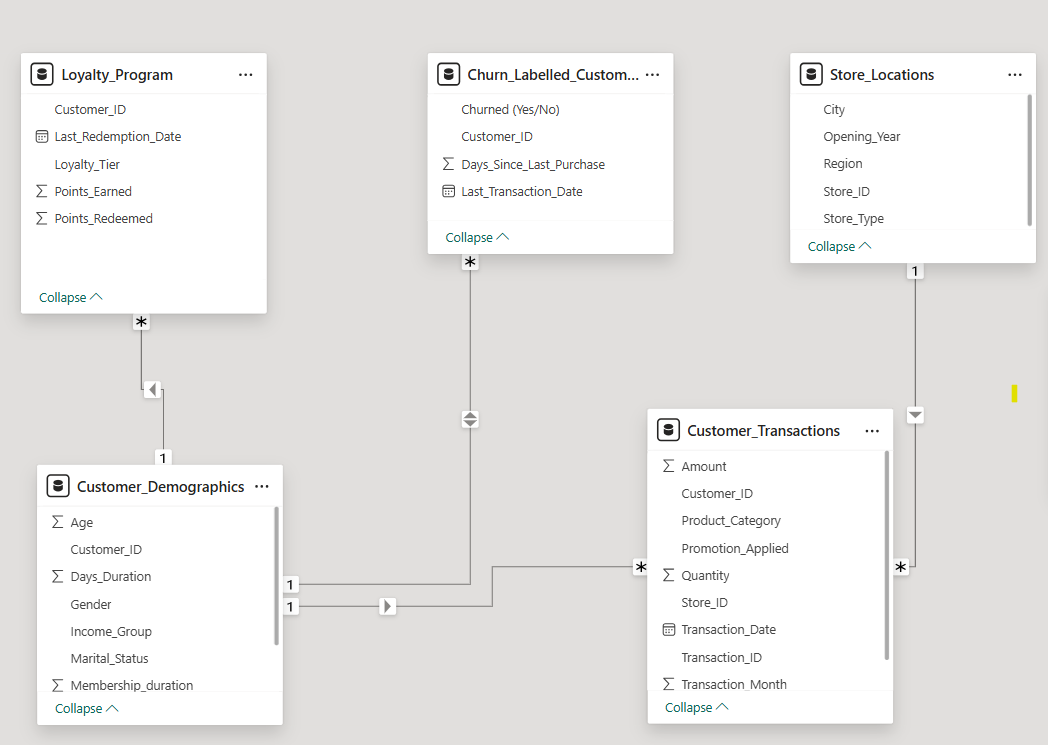 Loyalty_Program ...
Customer_ID
Last_Redemption_Date
Loyalty_Tier
Σ Points_Earned
Σ Points_Redeemed
Collapse
*
1
Churn_Labelled_Custom... ...
Churned (Yes/No)
Customer_ID
Σ Days_Since_Last_Purchase
Last_Transaction_Date
Collapse
*
Store_Locations ...
City
Opening_Year
Region
Store_ID
Store_Type
Collapse
1
Customer_Demographics ...
Σ Age
Customer_ID
Σ Days_Duration
Gender
Income_Group
Marital_Status
Σ Membership_duration
Collapse
1
1
Customer_Transactions ...
Σ Amount
Customer_ID
Product_Category
Promotion_Applied
Σ Quantity
Store_ID
Transaction_Date
Transaction_ID
Σ Transaction_Month
Collapse
*
*